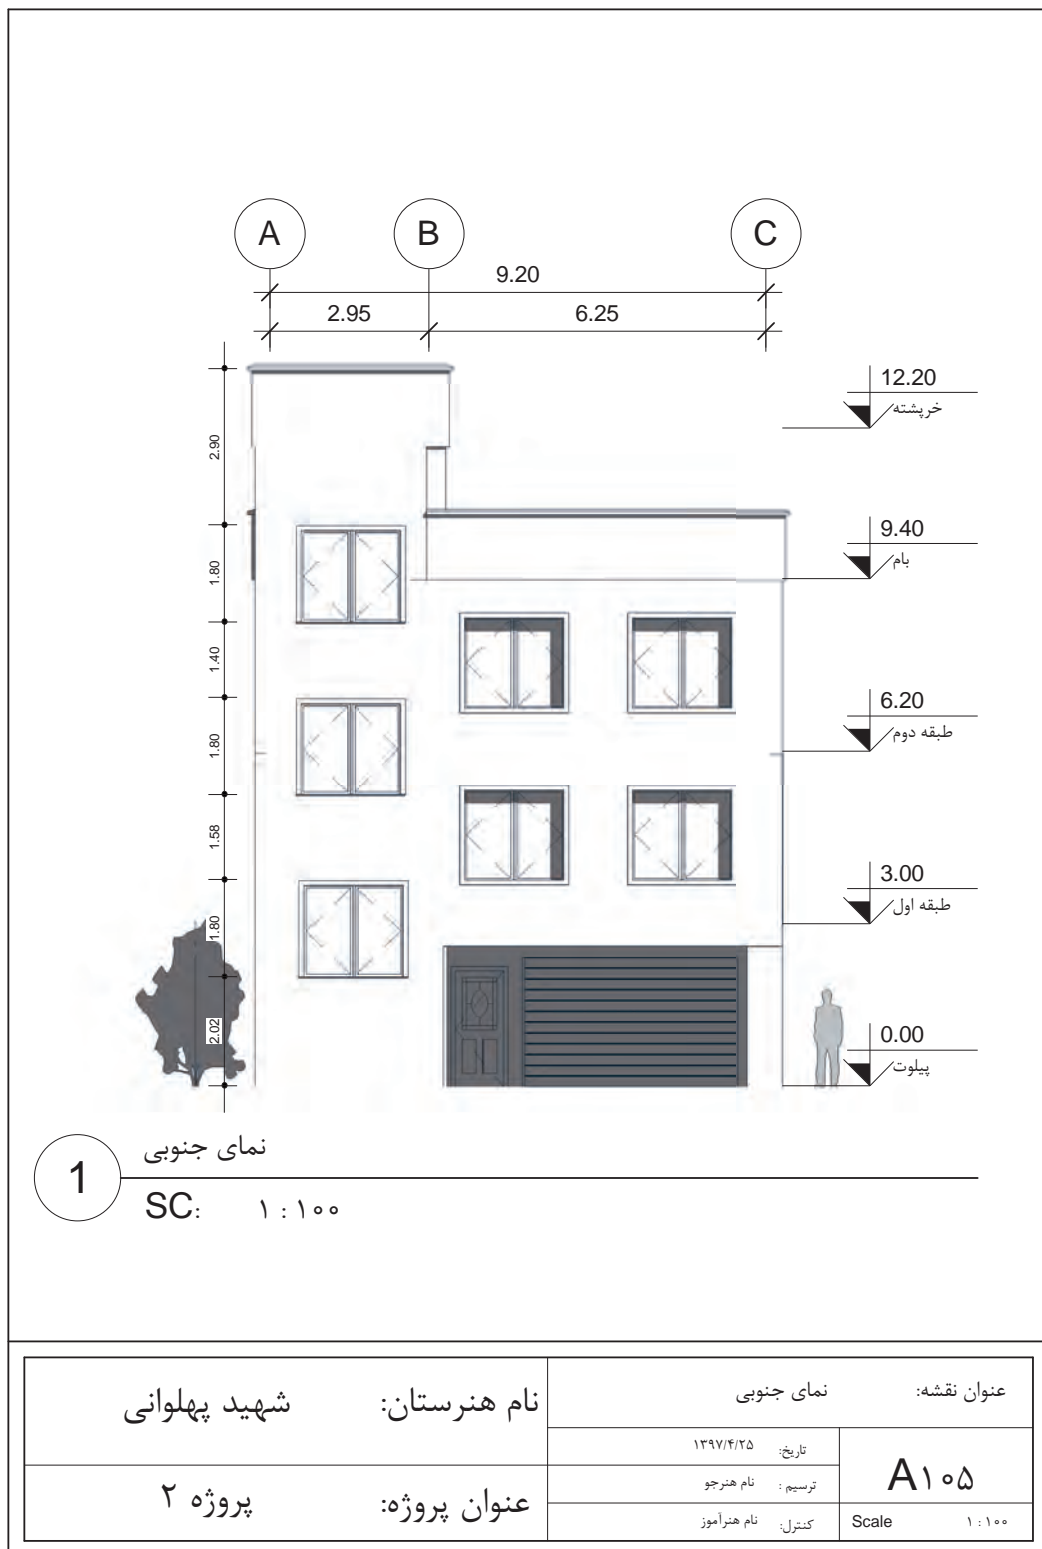 A B C
9.20
2.95 6.25
12.20
خرپشته
2.90
9.40
بام
1.80
1.40
6.20
طبقه دوم
1.80
1.58
3.00
طبقه اول
1.80
2.02
0.00
پیلوت
1
نمای جنوبی
SC: ۱ : ۱۰۰
عنوان نقشه: نمای جنوبی
نام هنرستان: شهید پهلوانی
تاریخ: ۱۳۹۷/۴/۲۵
A۱۰۵
ترسیم : نام هنرجو
عنوان پروژه: پروژه ۲
کنترل: نام هنرآموز
Scale ۱ : ۱۰۰